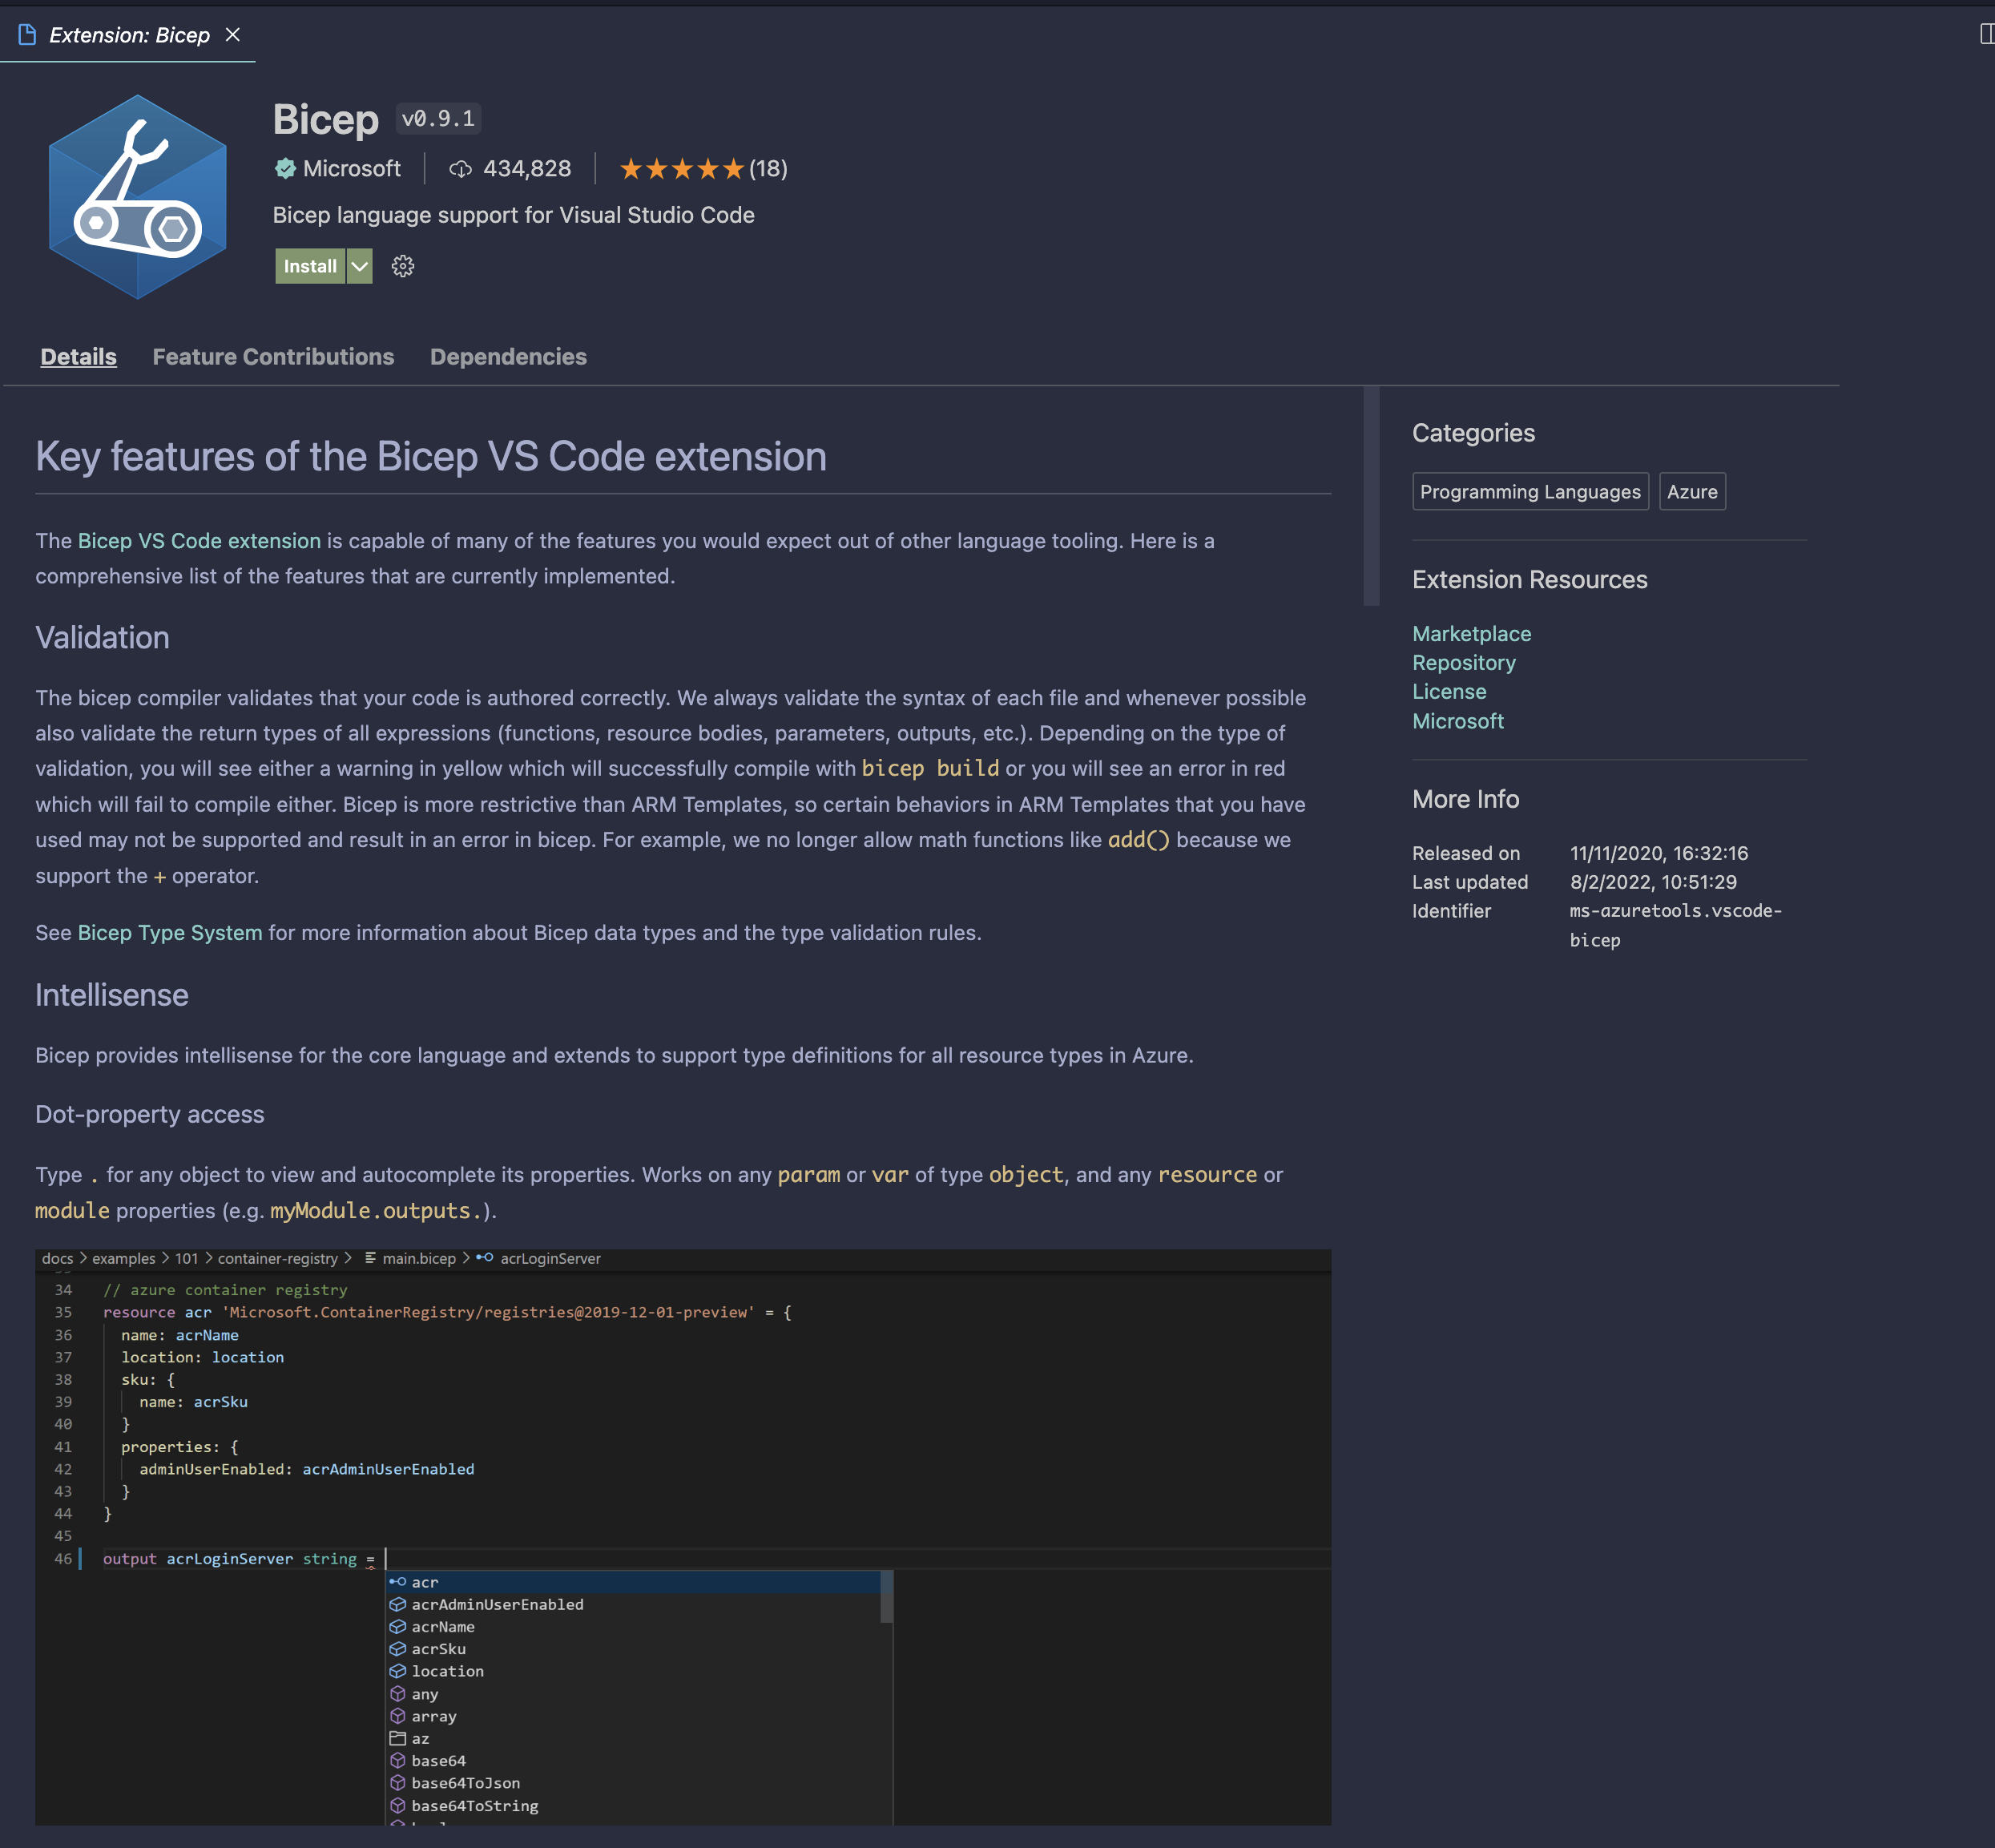 Extension: Bicep
Bicep v0.9.1
Microsoft 434,828 (18)
Bicep language support for Visual Studio Code
Install
Details Feature Contributions Dependencies
Key features of the Bicep VS Code extension
The Bicep VS Code extension is capable of many of the features you would expect out of other language tooling. Here is a
comprehensive list of the features that are currently implemented.
Validation
The bicep compiler validates that your code is authored correctly. We always validate the syntax of each file and whenever possible
also validate the return types of all expressions (functions, resource bodies, parameters, outputs, etc.). Depending on the type of
validation, you will see either a warning in yellow which will successfully compile with bicep build or you will see an error in red
which will fail to compile either. Bicep is more restrictive than ARM Templates, so certain behaviors in ARM Templates that you have
used may not be supported and result in an error in bicep. For example, we no longer allow math functions like add() because we
support the + operator.
See Bicep Type System for more information about Bicep data types and the type validation rules.
Intellisense
Bicep provides intellisense for the core language and extends to support type definitions for all resource types in Azure.
Dot-property access
Type . for any object to view and autocomplete its properties. Works on any param or var of type object, and any resource or
module properties (e.g. myModule.outputs.).
docs > examples > 101 > container-registry > main.bicep > acrLoginServer
34 // azure container registry
35 resource acr 'Microsoft.ContainerRegistry/registries@2019-12-01-preview' = {
36 name: acrName
37 location: location
38 sku: {
39 name: acrSku
40 }
41 properties: {
42 adminUserEnabled: acrAdminUserEnabled
43 }
44 }
45
46 output acrLoginServer string =
acr
acrAdminUserEnabled
acrName
acrSku
location
any
array
az
base64
base64ToJson
base64ToString
Categories
Programming Languages Azure
Extension Resources
Marketplace
Repository
License
Microsoft
More Info
Released on 11/11/2020, 16:32:16
Last updated 8/2/2022, 10:51:29
Identifier ms-azuretools.vscode-
bicep